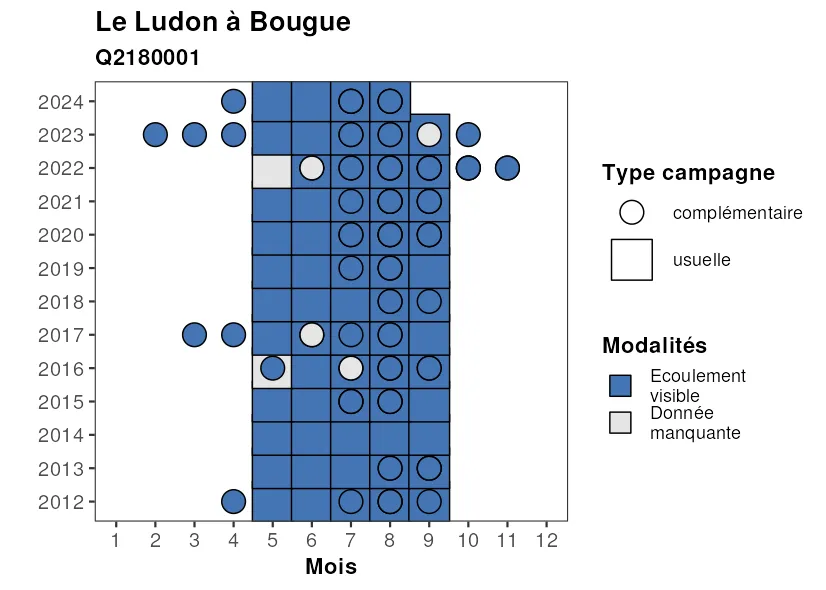 Le Ludon à Bougue
Q2180001
2024
2023
2022
2021
2020
2019
2018
2017
2016
2015
2014
2013
2012
1 2 3 4 5 6 7 8 9 10 11 12
Mois
Type campagne
complémentaire
usuelle
Modalités
Ecoulement
visible
Donnée
manquante